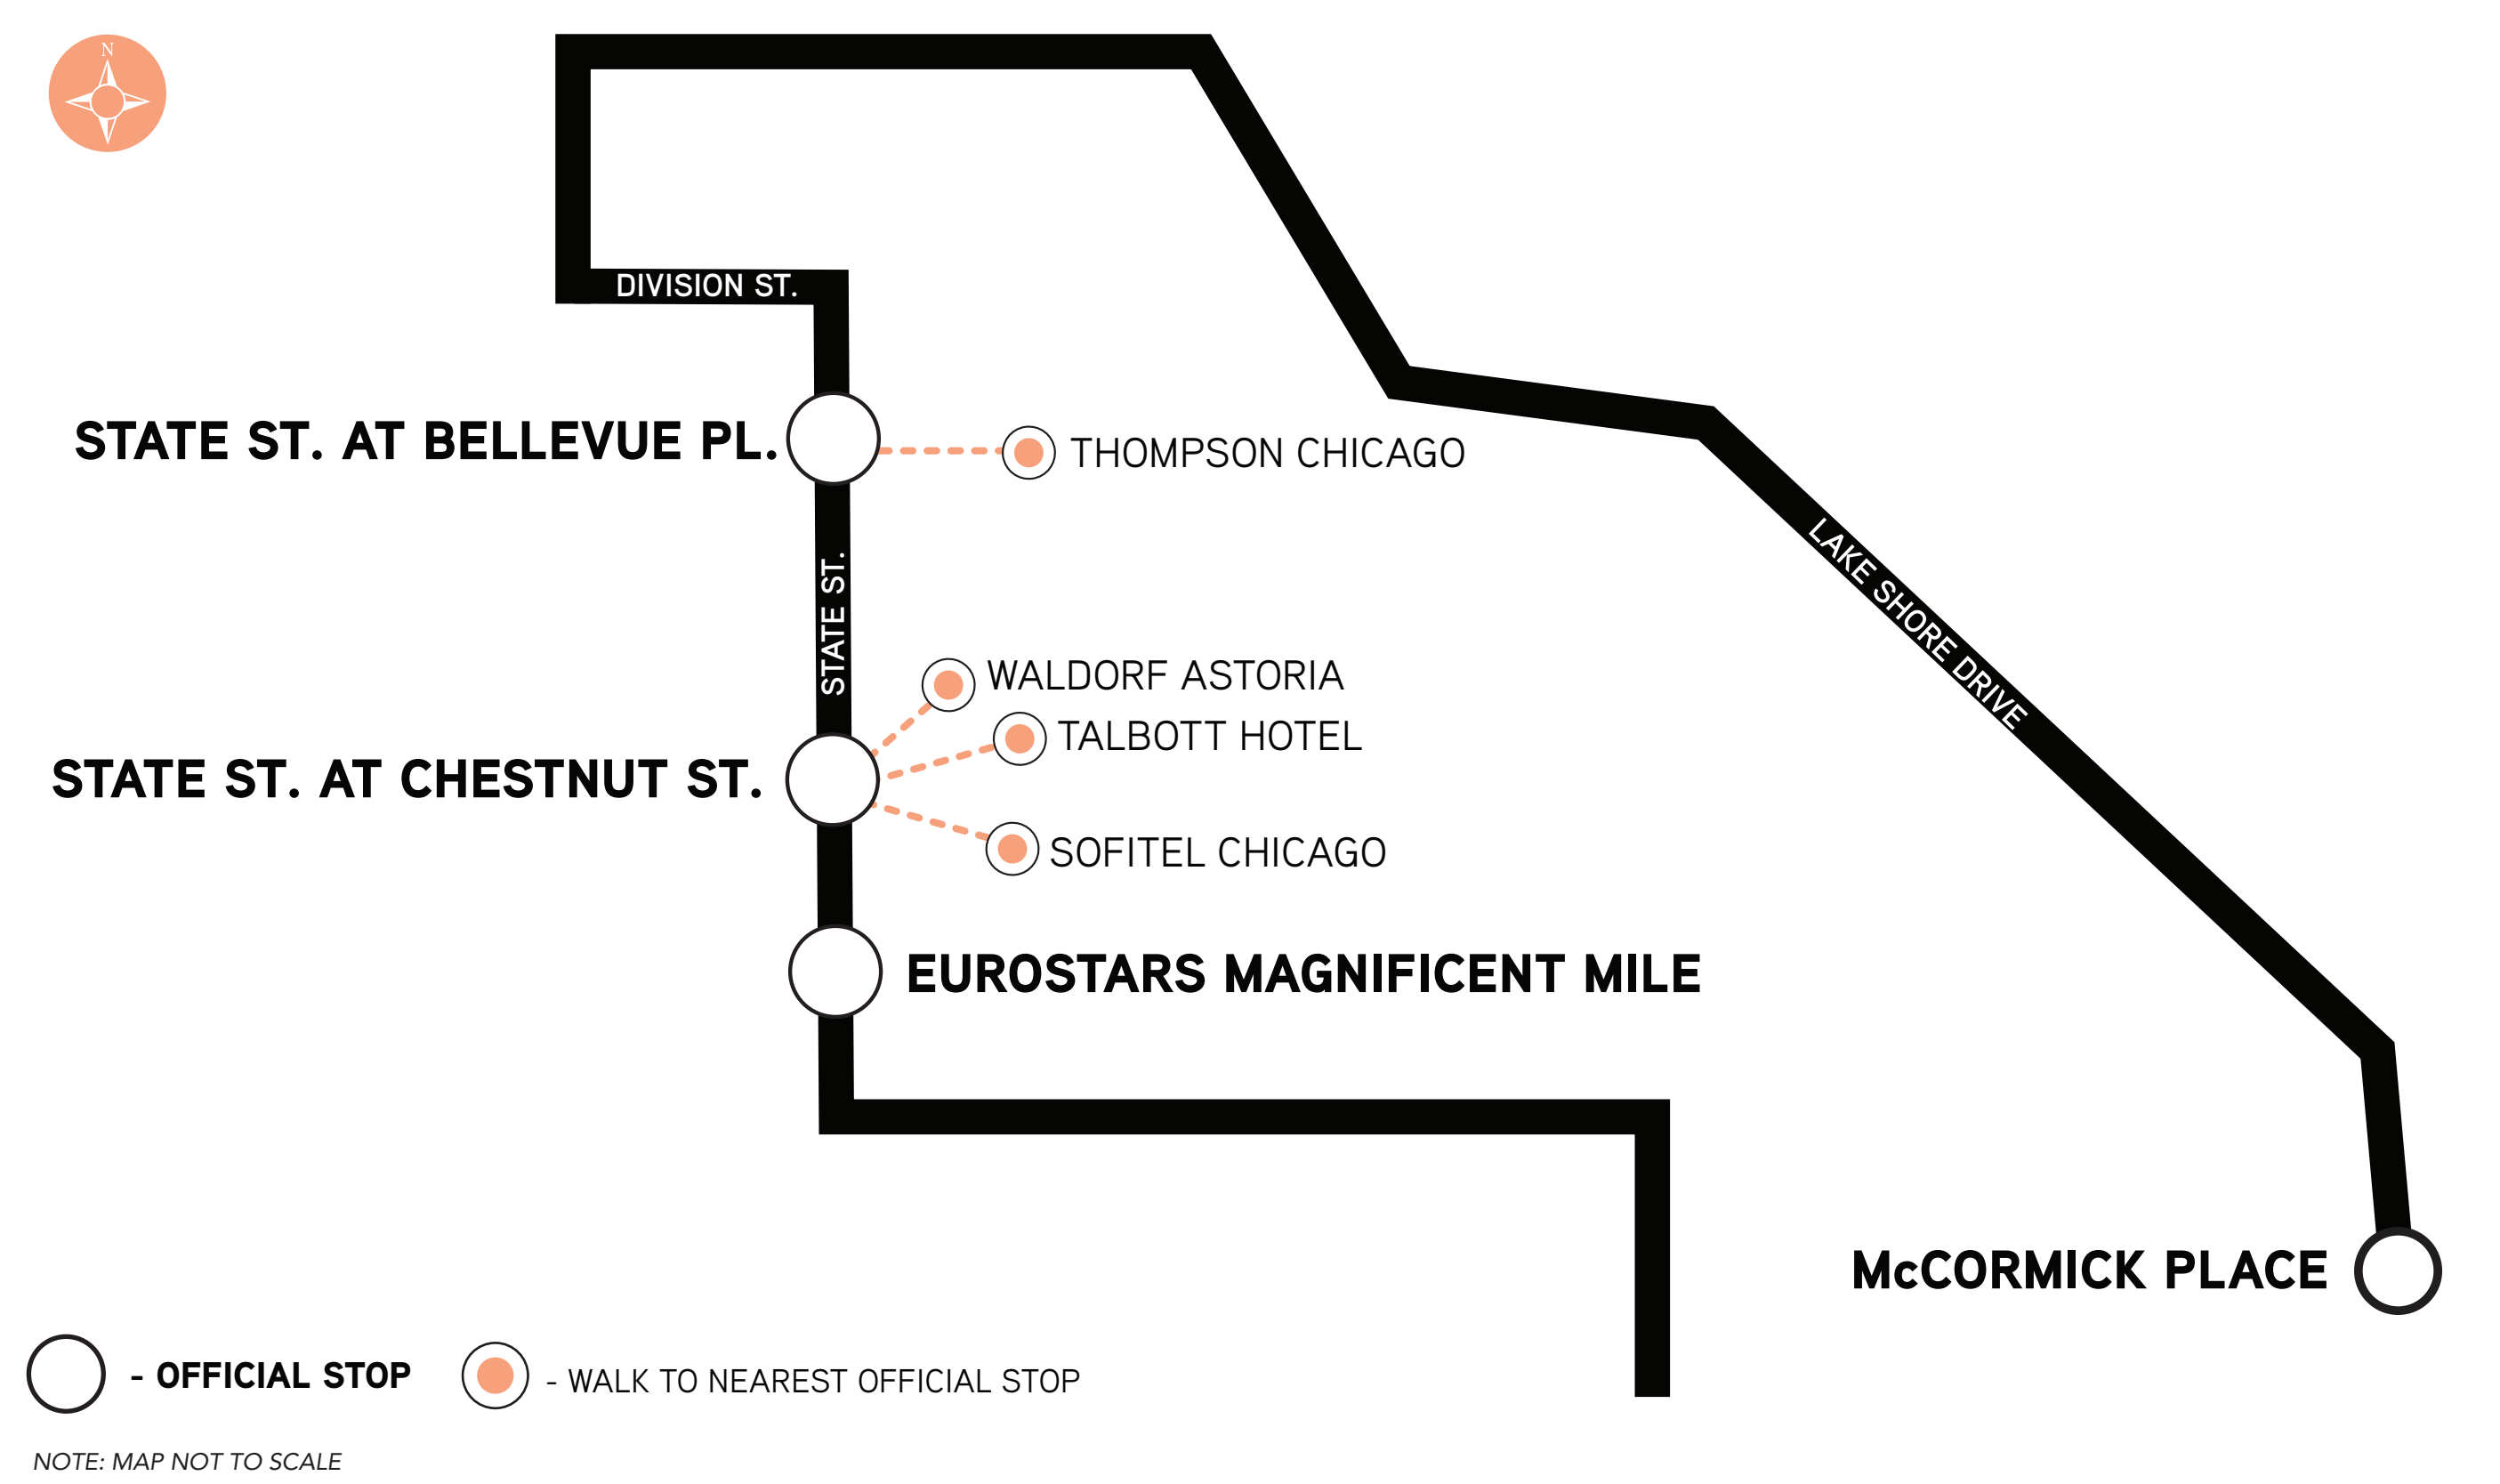 N
DIVISION ST.
STATE ST. AT BELLEVUE PL.
THOMPSON CHICAGO
STATE ST.
LAKE SHORE DRIVE
WALDORF ASTORIA
TALBOTT HOTEL
STATE ST. AT CHESTNUT ST.
SOFITEL CHICAGO
EUROSTARS MAGNIFICENT MILE
McCORMICK PLACE
- OFFICIAL STOP
- WALK TO NEAREST OFFICIAL STOP
NOTE: MAP NOT TO SCALE